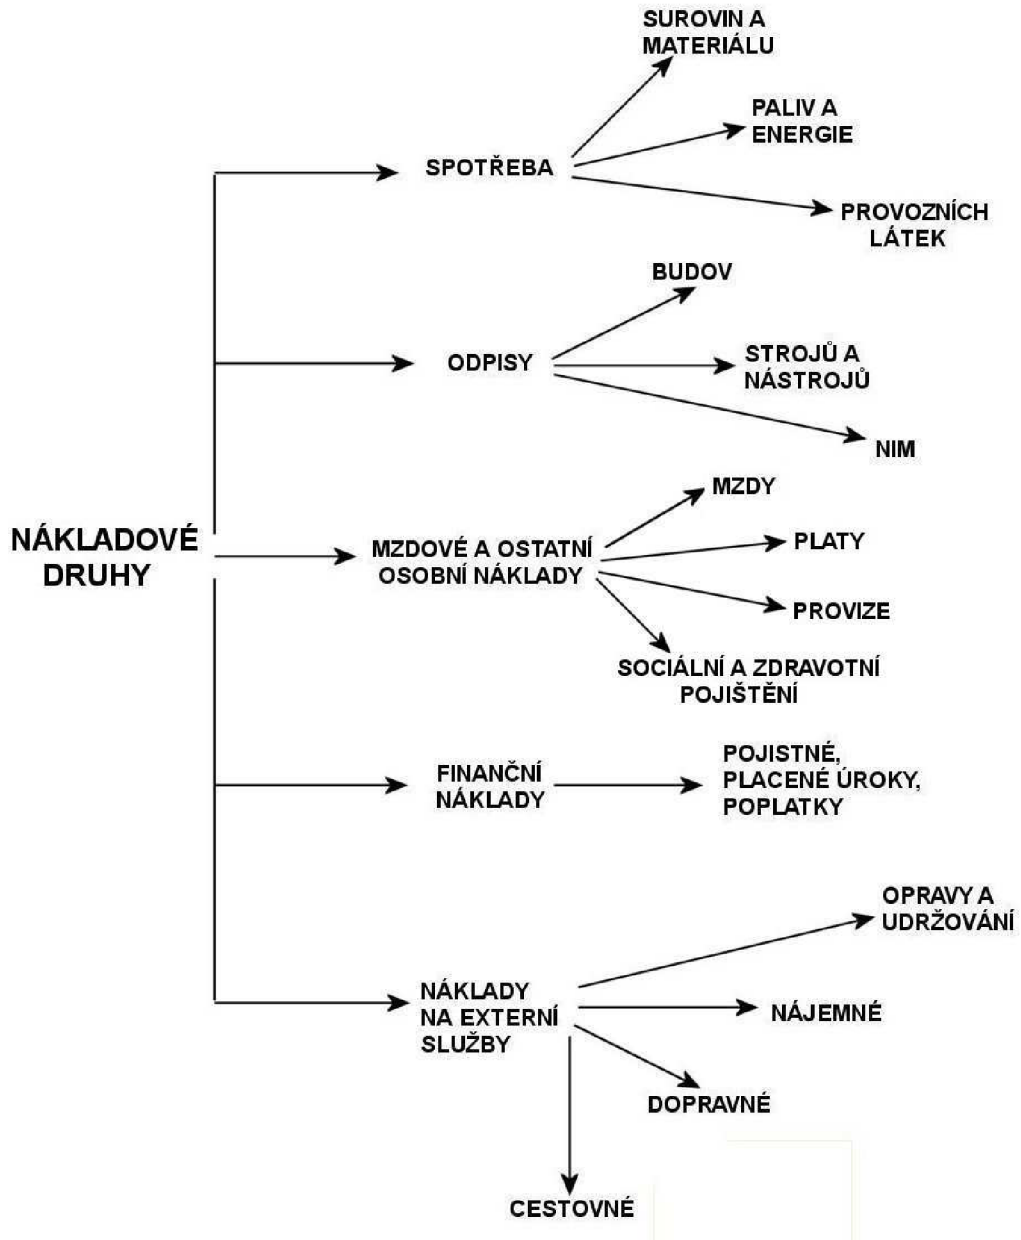 SUROVIN A
MATERIÁLU
PALIV A
ENERGIE
SPOTŘEBA
PROVOZNÍCH
LÁTEK
BUDOV
ODPISY
STROJŮ A
NÁSTROJŮ
NIM
NÁKLADOVÉ
DRUHY
MZDOVÉ A OSTATNÍ
OSOBNÍ NÁKLADY
MZDY
PLATY
PROVIZE
SOCIÁLNÍ A ZDRAVOTNÍ
POJIŠTĚNÍ
FINANČNÍ
NÁKLADY
POJISTNÉ,
PLACENÉ ÚROKY,
POPLATKY
OPRAVY A
UDRŽOVÁNÍ
NÁKLADY
NA EXTERNÍ
SLUŽBY
NÁJEMNÉ
DOPRAVNÉ
CESTOVNÉ